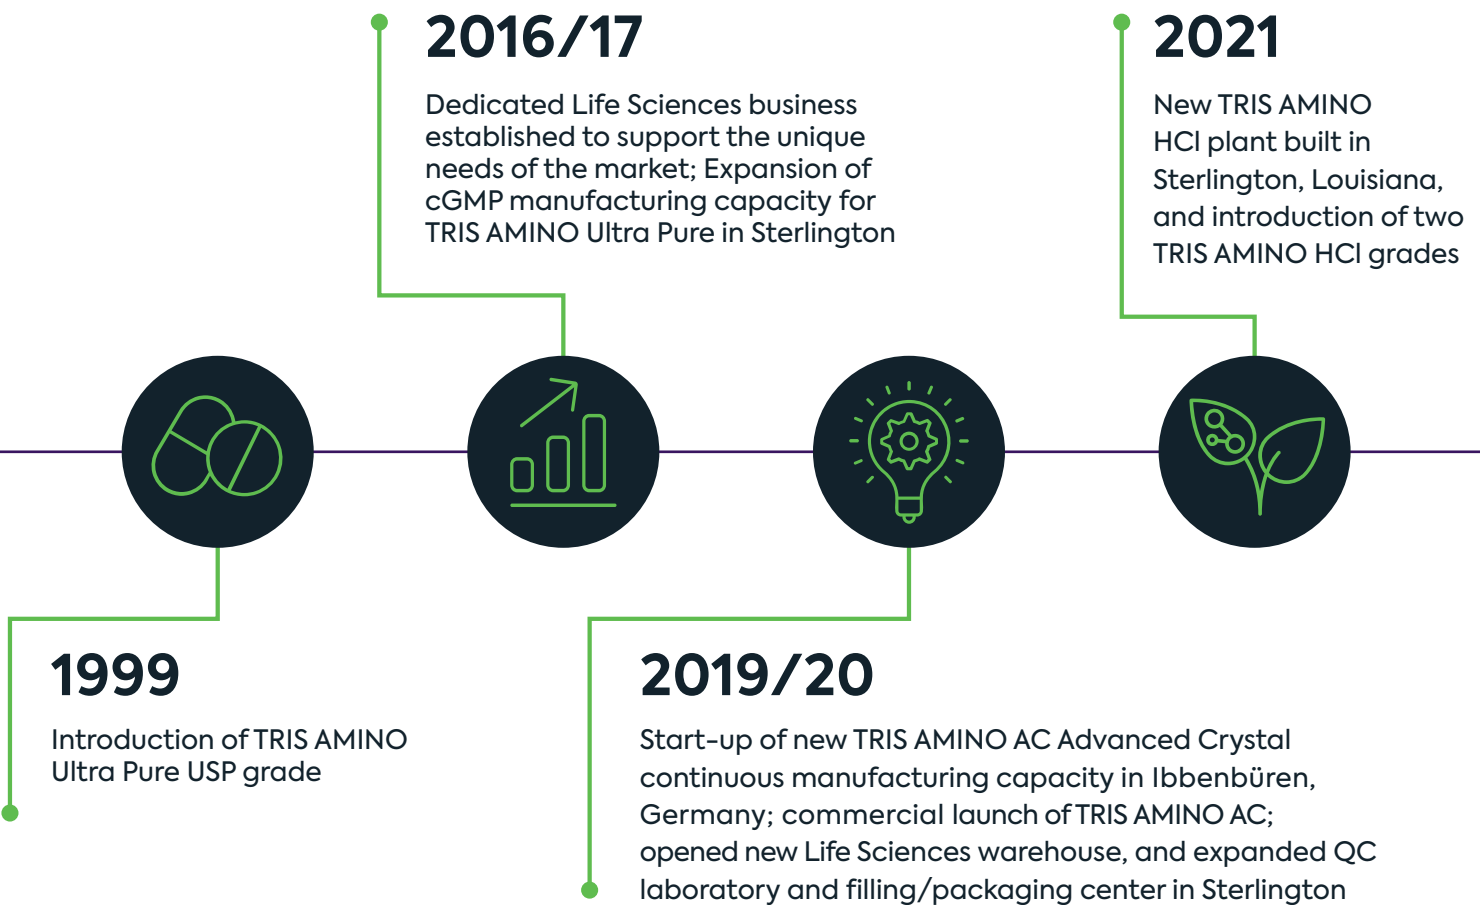 2016/17
Dedicated Life Sciences business
established to support the unique
needs of the market; Expansion of
cGMP manufacturing capacity for
TRIS AMINO Ultra Pure in Sterlington
2021
New TRIS AMINO
HCl plant built in
Sterlington, Louisiana,
and introduction of two
TRIS AMINO HCl grades
1999
Introduction of TRIS AMINO
Ultra Pure USP grade
2019/20
Start-up of new TRIS AMINO AC Advanced Crystal
continuous manufacturing capacity in Ibbenbüren,
Germany; commercial launch of TRIS AMINO AC;
opened new Life Sciences warehouse, and expanded QC
laboratory and filling/packaging center in Sterlington